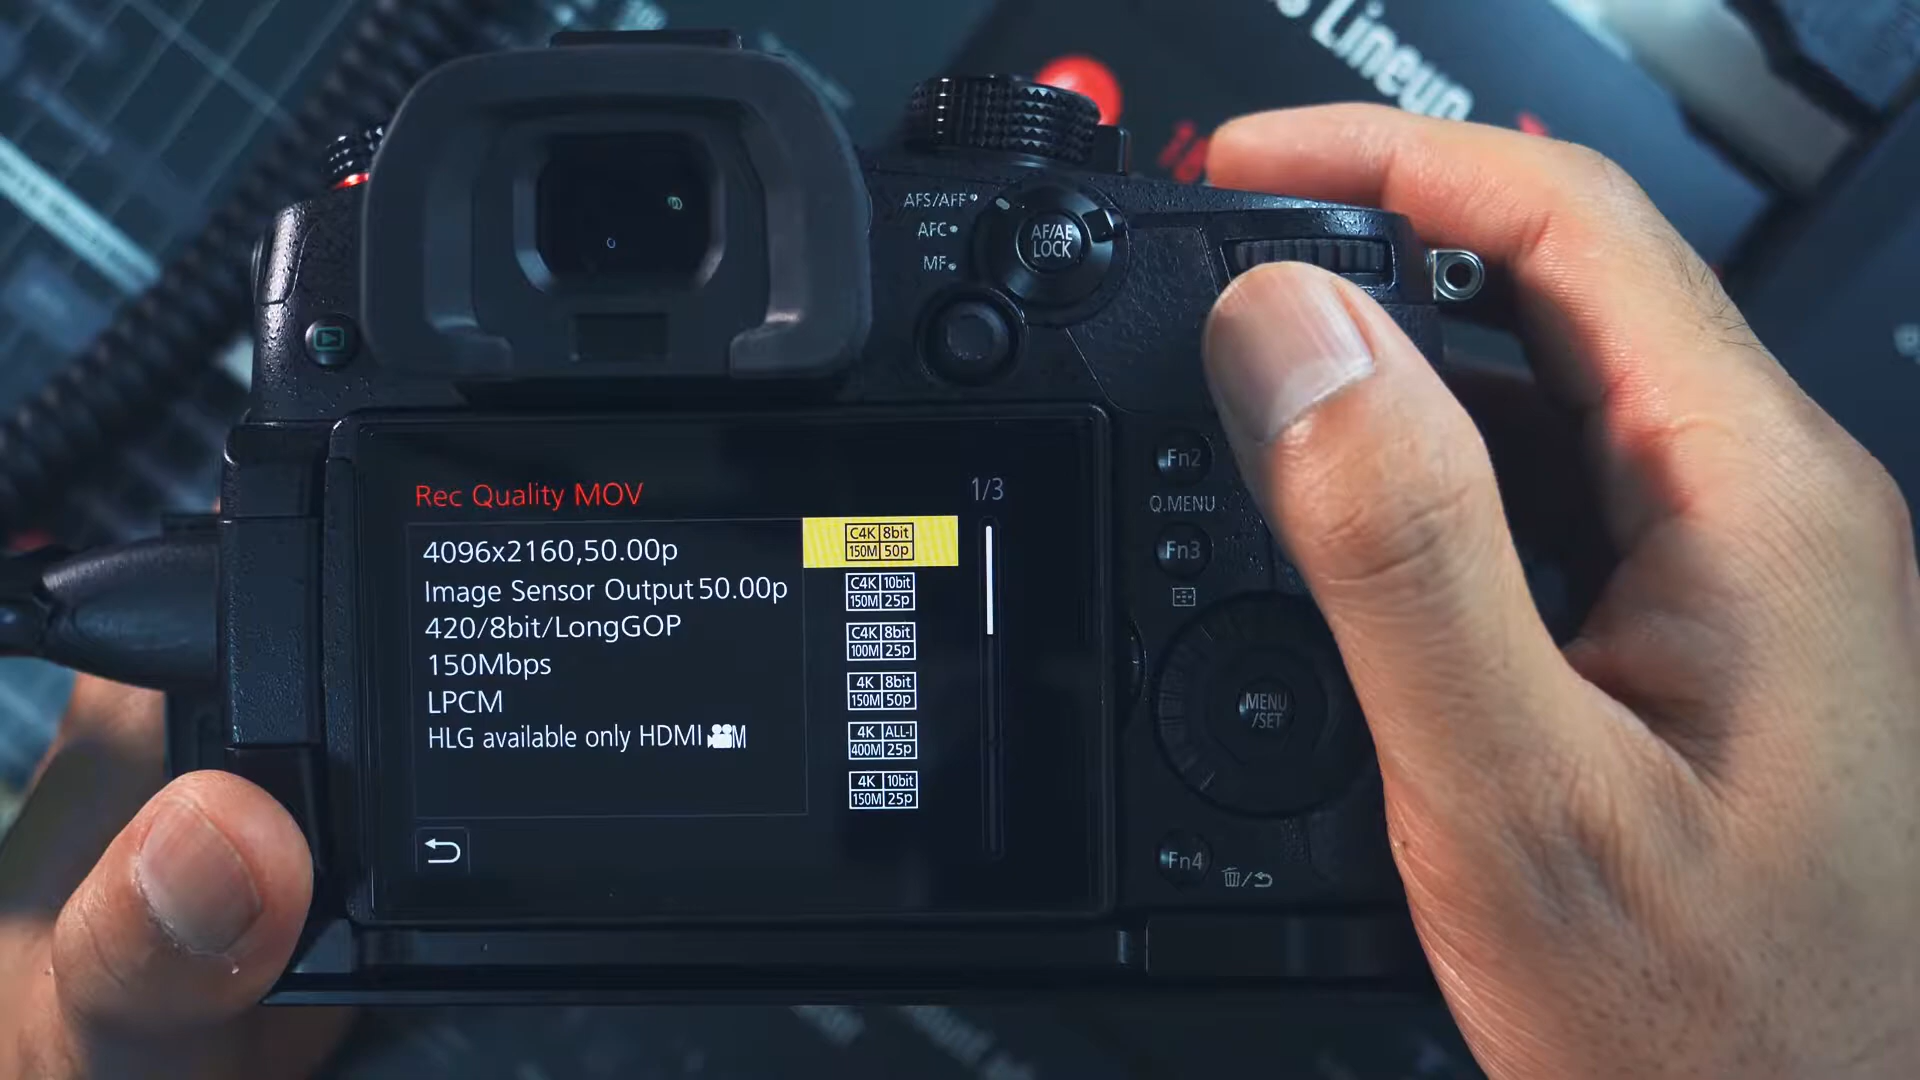 s Lineup
AFS/AFF
AFC
MF
AF/AE
LOCK
Fn2
Q.MENU
Fn3
MENU
/SET
Fn4
Rec Quality MOV
1/3
4096x2160,50.00p
Image Sensor Output 50.00p
420/8bit/LongGOP
150Mbps
LPCM
HLG available only HDMI M
C4K 8bit
150M 50p
C4K 10bit
150M 25p
C4K 8bit
100M 25p
4K 8bit
150M 50p
4K ALL-I
400M 25p
4K 10bit
150M 25p